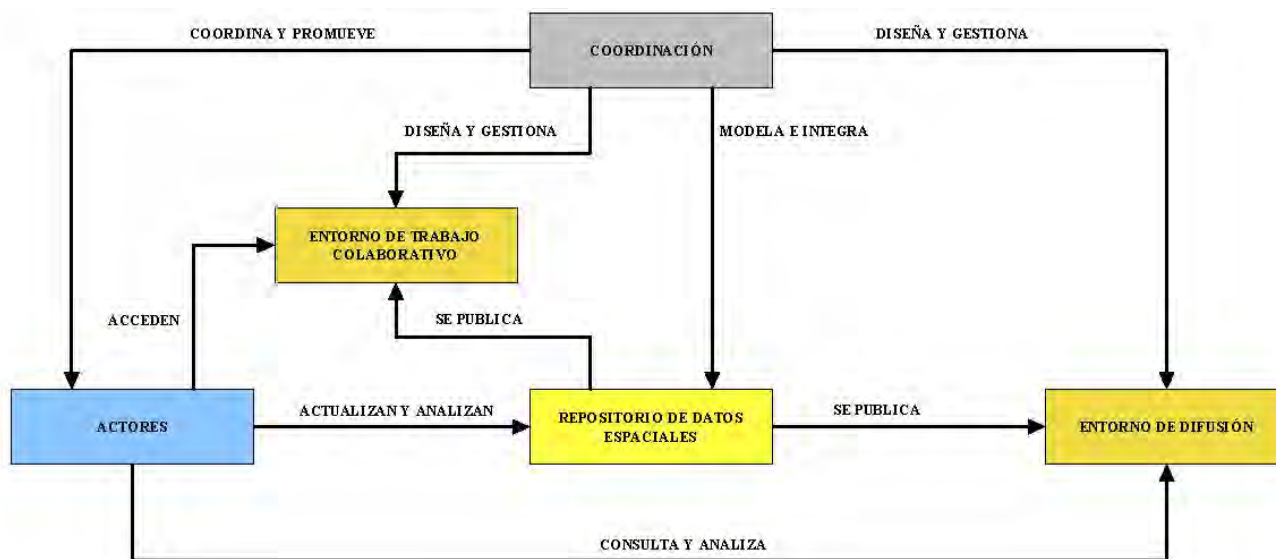 COORDINA Y PROMUEVE
COORDINACIÓN
DISEÑA Y GESTIONA
DISEÑA Y GESTIONA
MODELA E INTEGRA
ENTORNO DE TRABAJO
COLABORATIVO
ACCEDEN
SE PUBLICA
ACTORES
ACTUALIZAN Y ANALIZAN
REPOSITORIO DE DATOS
ESPACIALES
SE PUBLICA
ENTORNO DE DIFUSIÓN
CONSULTA Y ANALIZA